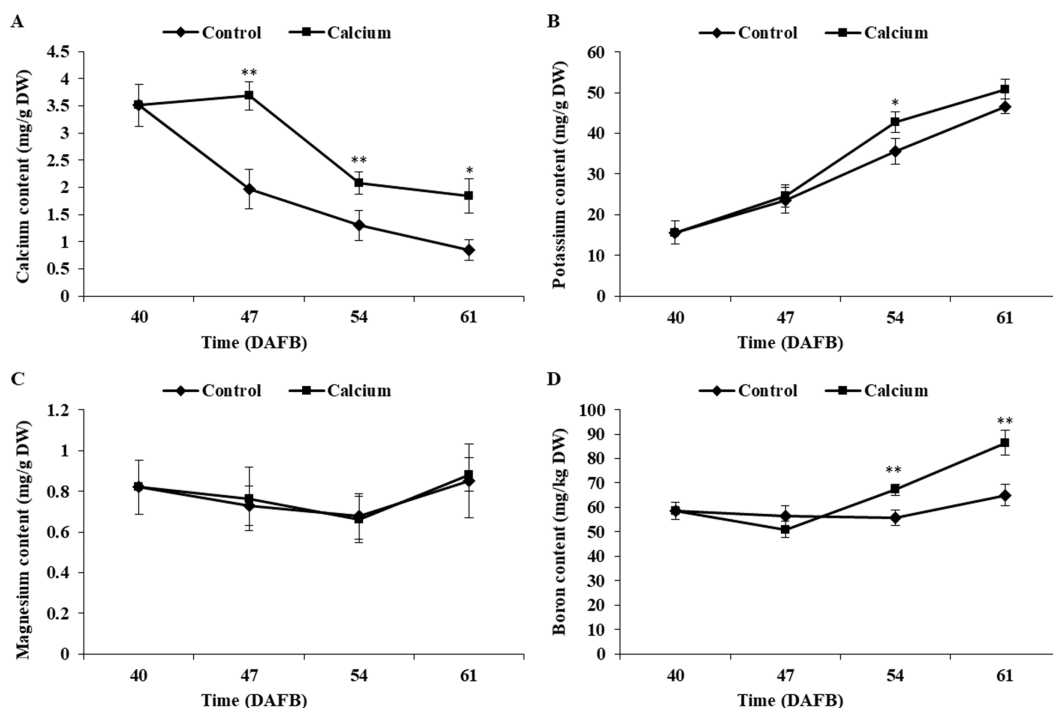 A
Control Calcium
Calcium content (mg/g DW)
4.5
4
3.5
3
2.5
2
1.5
1
0.5
0
**
**
*
40 47 54 61
Time (DAFB)
B
Control Calcium
Potassium content (mg/g DW)
60
50
40
30
20
10
0
*
40 47 54 61
Time (DAFB)
C
Control Calcium
Magnesium content (mg/g DW)
1.2
1
0.8
0.6
0.4
0.2
0
40 47 54 61
Time (DAFB)
D
Control Calcium
Boron content (mg/kg DW)
100
90
80
70
60
50
40
30
20
10
0
**
**
40 47 54 61
Time (DAFB)